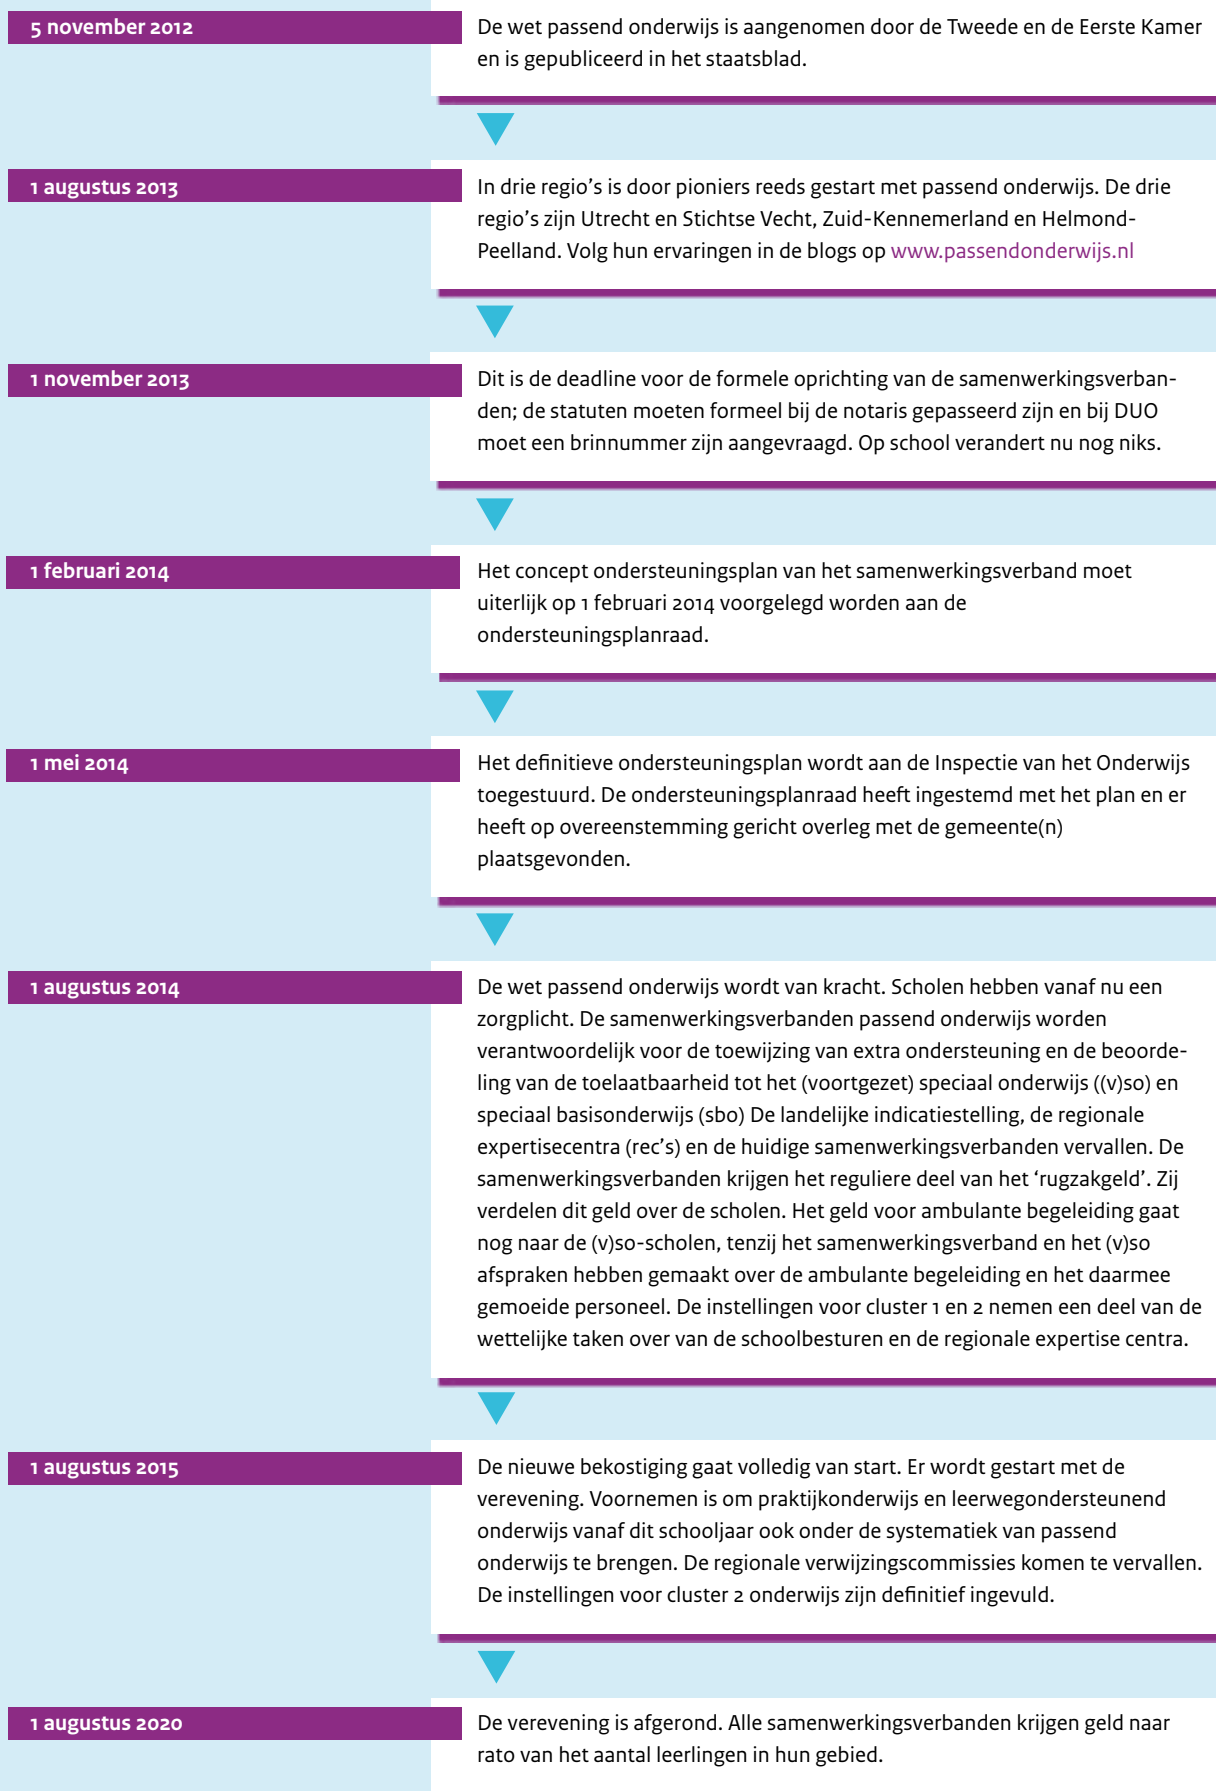 5 november 2012
De wet passend onderwijs is aangenomen door de Tweede en de Eerste Kamer
en is gepubliceerd in het staatsblad.
1 augustus 2013
In drie regio's is door pioniers reeds gestart met passend onderwijs. De drie
regio's zijn Utrecht en Stichtse Vecht, Zuid-Kennemerland en Helmond-
Peelland. Volg hun ervaringen in de blogs op www.passendonderwijs.nl
1 november 2013
Dit is de deadline voor de formele oprichting van de samenwerkingsverban-
den; de statuten moeten formeel bij de notaris gepasseerd zijn en bij DUO
moet een brinnummer zijn aangevraagd. Op school verandert nu nog niks.
1 februari 2014
Het concept ondersteuningsplan van het samenwerkingsverband moet
uiterlijk op 1 februari 2014 voorgelegd worden aan de
ondersteuningsplanraad.
1 mei 2014
Het definitieve ondersteuningsplan wordt aan de Inspectie van het Onderwijs
toegestuurd. De ondersteuningsplanraad heeft ingestemd met het plan en er
heeft op overeenstemming gericht overleg met de gemeente(n)
plaatsgevonden.
1 augustus 2014
De wet passend onderwijs wordt van kracht. Scholen hebben vanaf nu een
zorgplicht. De samenwerkingsverbanden passend onderwijs worden
verantwoordelijk voor de toewijzing van extra ondersteuning en de beoorde-
ling van de toelaatbaarheid tot het (voortgezet) speciaal onderwijs ((v)so) en
speciaal basisonderwijs (sbo) De landelijke indicatiestelling, de regionale
expertisecentra (rec's) en de huidige samenwerkingsverbanden vervallen. De
samenwerkingsverbanden krijgen het reguliere deel van het 'rugzakgeld'. Zij
verdelen dit geld over de scholen. Het geld voor ambulante begeleiding gaat
nog naar de (v)so-scholen, tenzij het samenwerkingsverband en het (v)so
afspraken hebben gemaakt over de ambulante begeleiding en het daarmee
gemoeide personeel. De instellingen voor cluster 1 en 2 nemen een deel van de
wettelijke taken over van de schoolbesturen en de regionale expertise centra.
1 augustus 2015
De nieuwe bekostiging gaat volledig van start. Er wordt gestart met de
verevening. Voornemen is om praktijkonderwijs en leerwegondersteunend
onderwijs vanaf dit schooljaar ook onder de systematiek van passend
onderwijs te brengen. De regionale verwijzingscommissies komen te vervallen.
De instellingen voor cluster 2 onderwijs zijn definitief ingevuld.
1 augustus 2020
De verevening is afgerond. Alle samenwerkingsverbanden krijgen geld naar
rato van het aantal leerlingen in hun gebied.